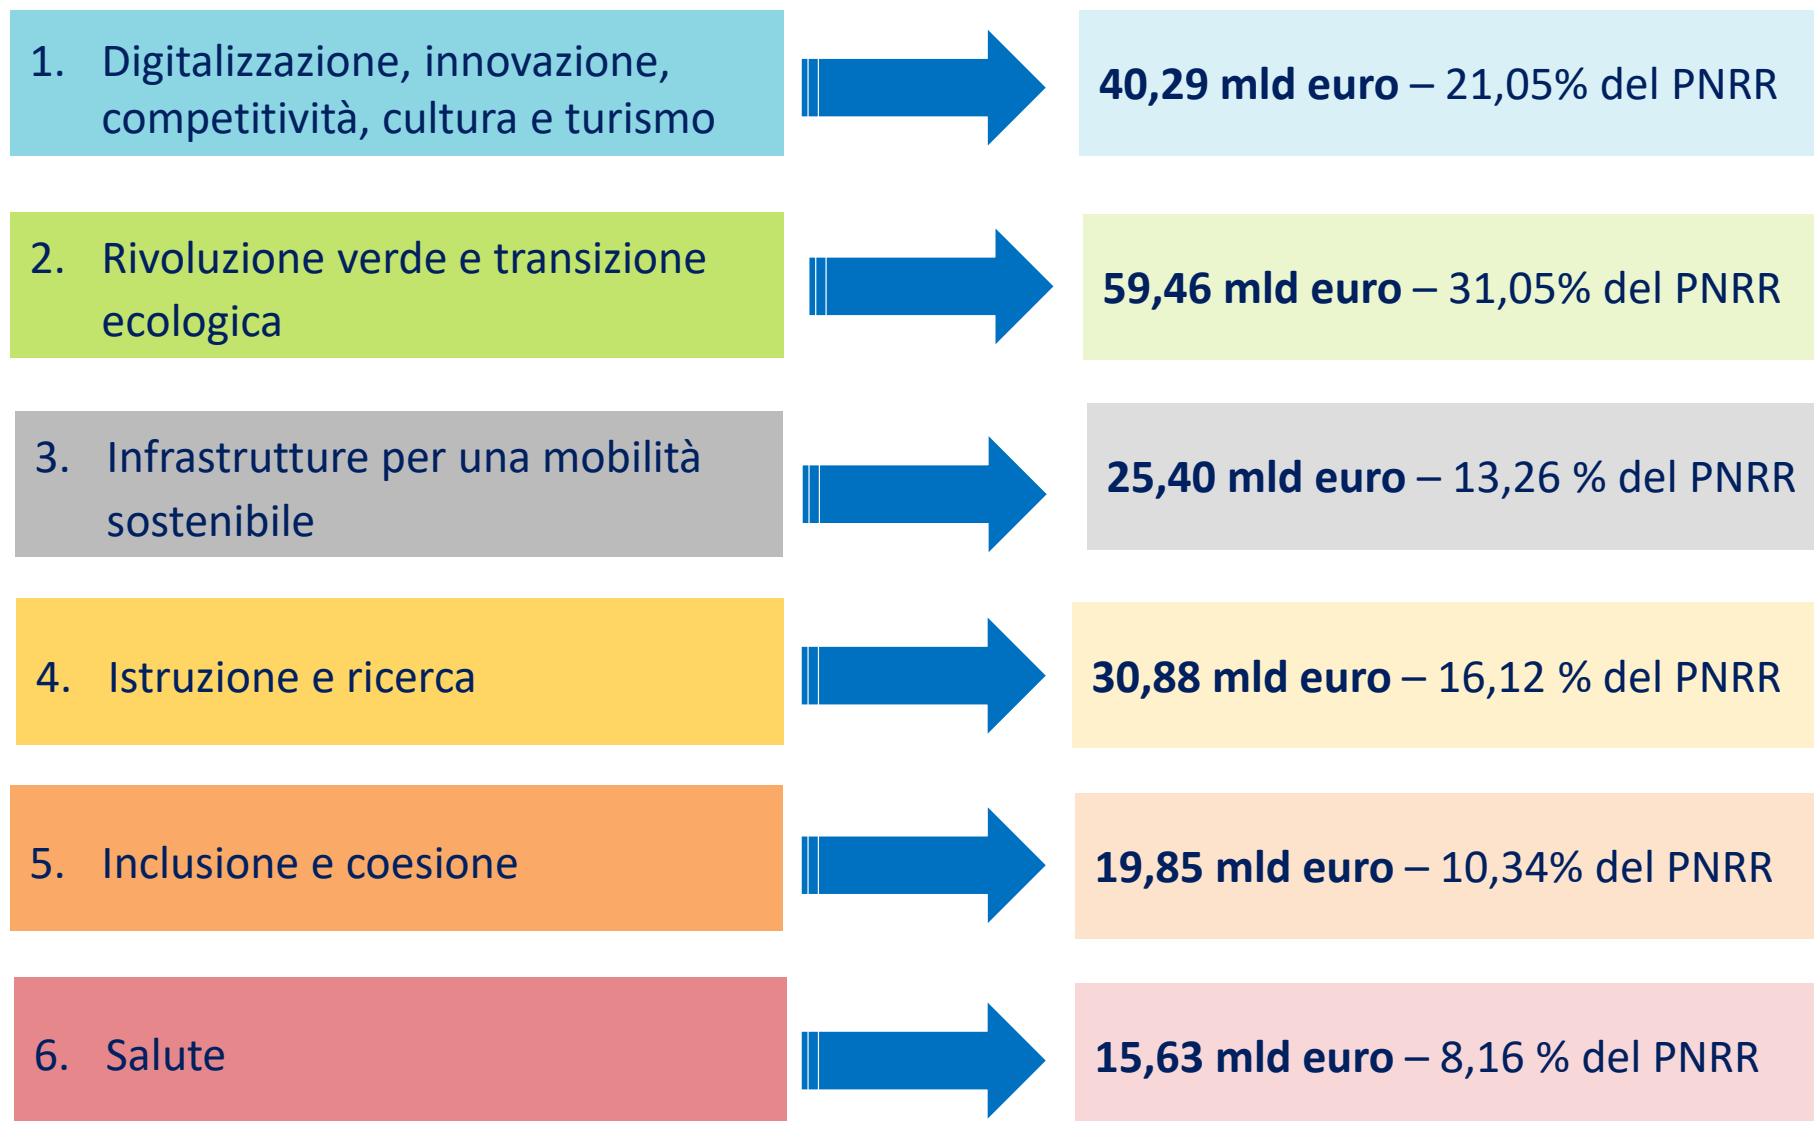 1. Digitalizzazione, innovazione,
competitività, cultura e turismo
40,29 mld euro – 21,05% del PNRR
2. Rivoluzione verde e transizione
ecologica
59,46 mld euro – 31,05% del PNRR
3. Infrastrutture per una mobilità
sostenibile
25,40 mld euro – 13,26 % del PNRR
4. Istruzione e ricerca
30,88 mld euro – 16,12 % del PNRR
5. Inclusione e coesione
19,85 mld euro – 10,34% del PNRR
6. Salute
15,63 mld euro – 8,16 % del PNRR